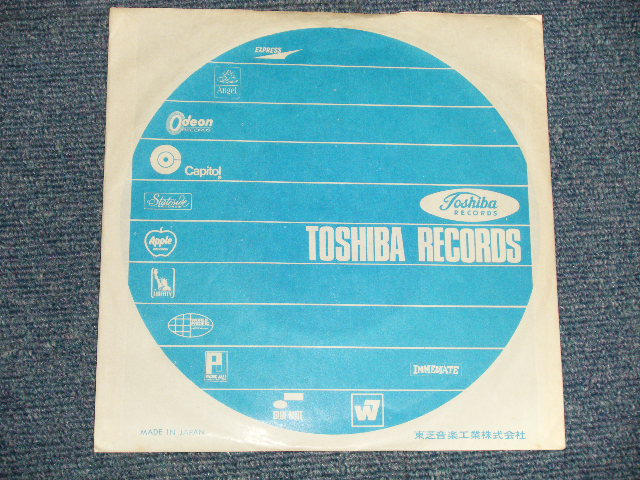 EXPRESS
Angel
Odeon
RECORDS
Capitol
Stateside
Toshiba
RECORDS
Apple
TOSHIBA RECORDS
LIBERTY
IMMEDIATE
BLUE NOTE
W7
MADE IN JAPAN
東芝音楽工業株式会社